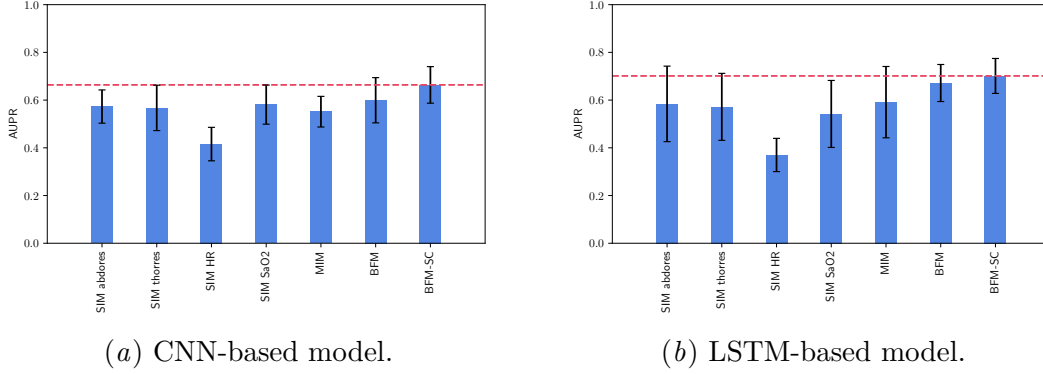 1.0
0.8
0.6
0.4
0.2
0.0
AUPR
SIM abdores
SIM thorres
SIM HR
SIM SaO2
MIM
BFM
BFM-SC
(a) CNN-based model.
1.0
0.8
0.6
0.4
0.2
0.0
AUPR
SIM abdores
SIM thorres
SIM HR
SIM SaO2
MIM
BFM
BFM-SC
(b) LSTM-based model.